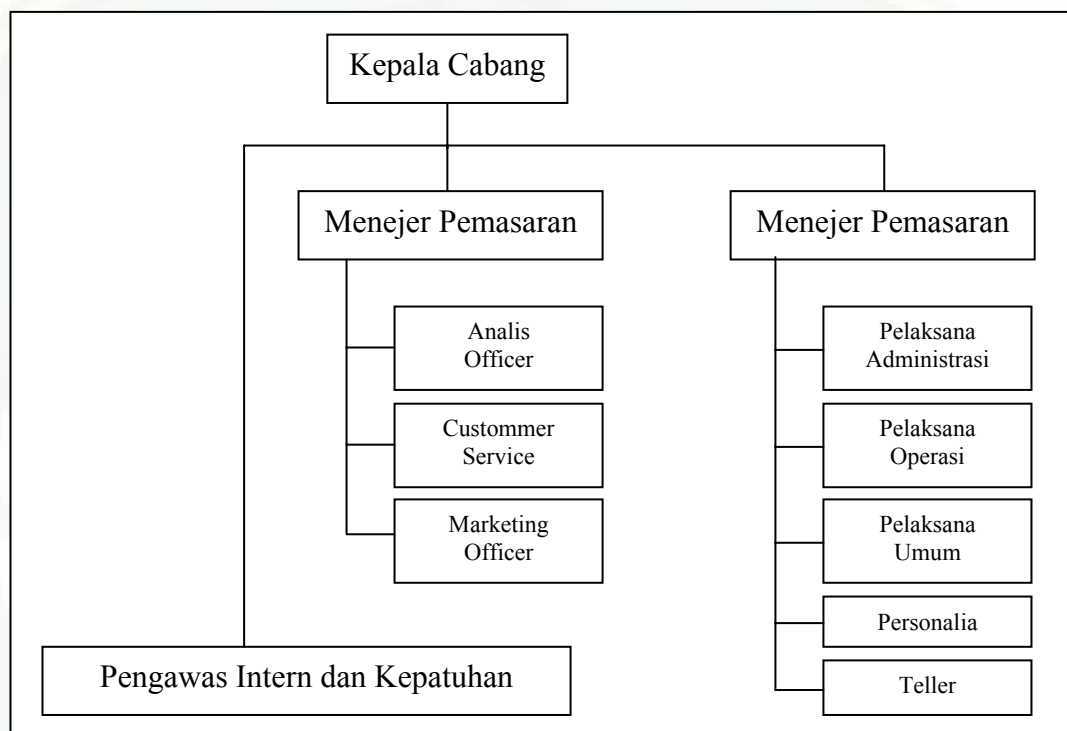 Kepala Cabang
Menejer Pemasaran
Menejer Pemasaran
Analis
Officer
Custommer
Service
Marketing
Officer
Pelaksana
Administrasi
Pelaksana
Operasi
Pelaksana
Umum
Personalia
Teller
Pengawas Intern dan Kepatuhan